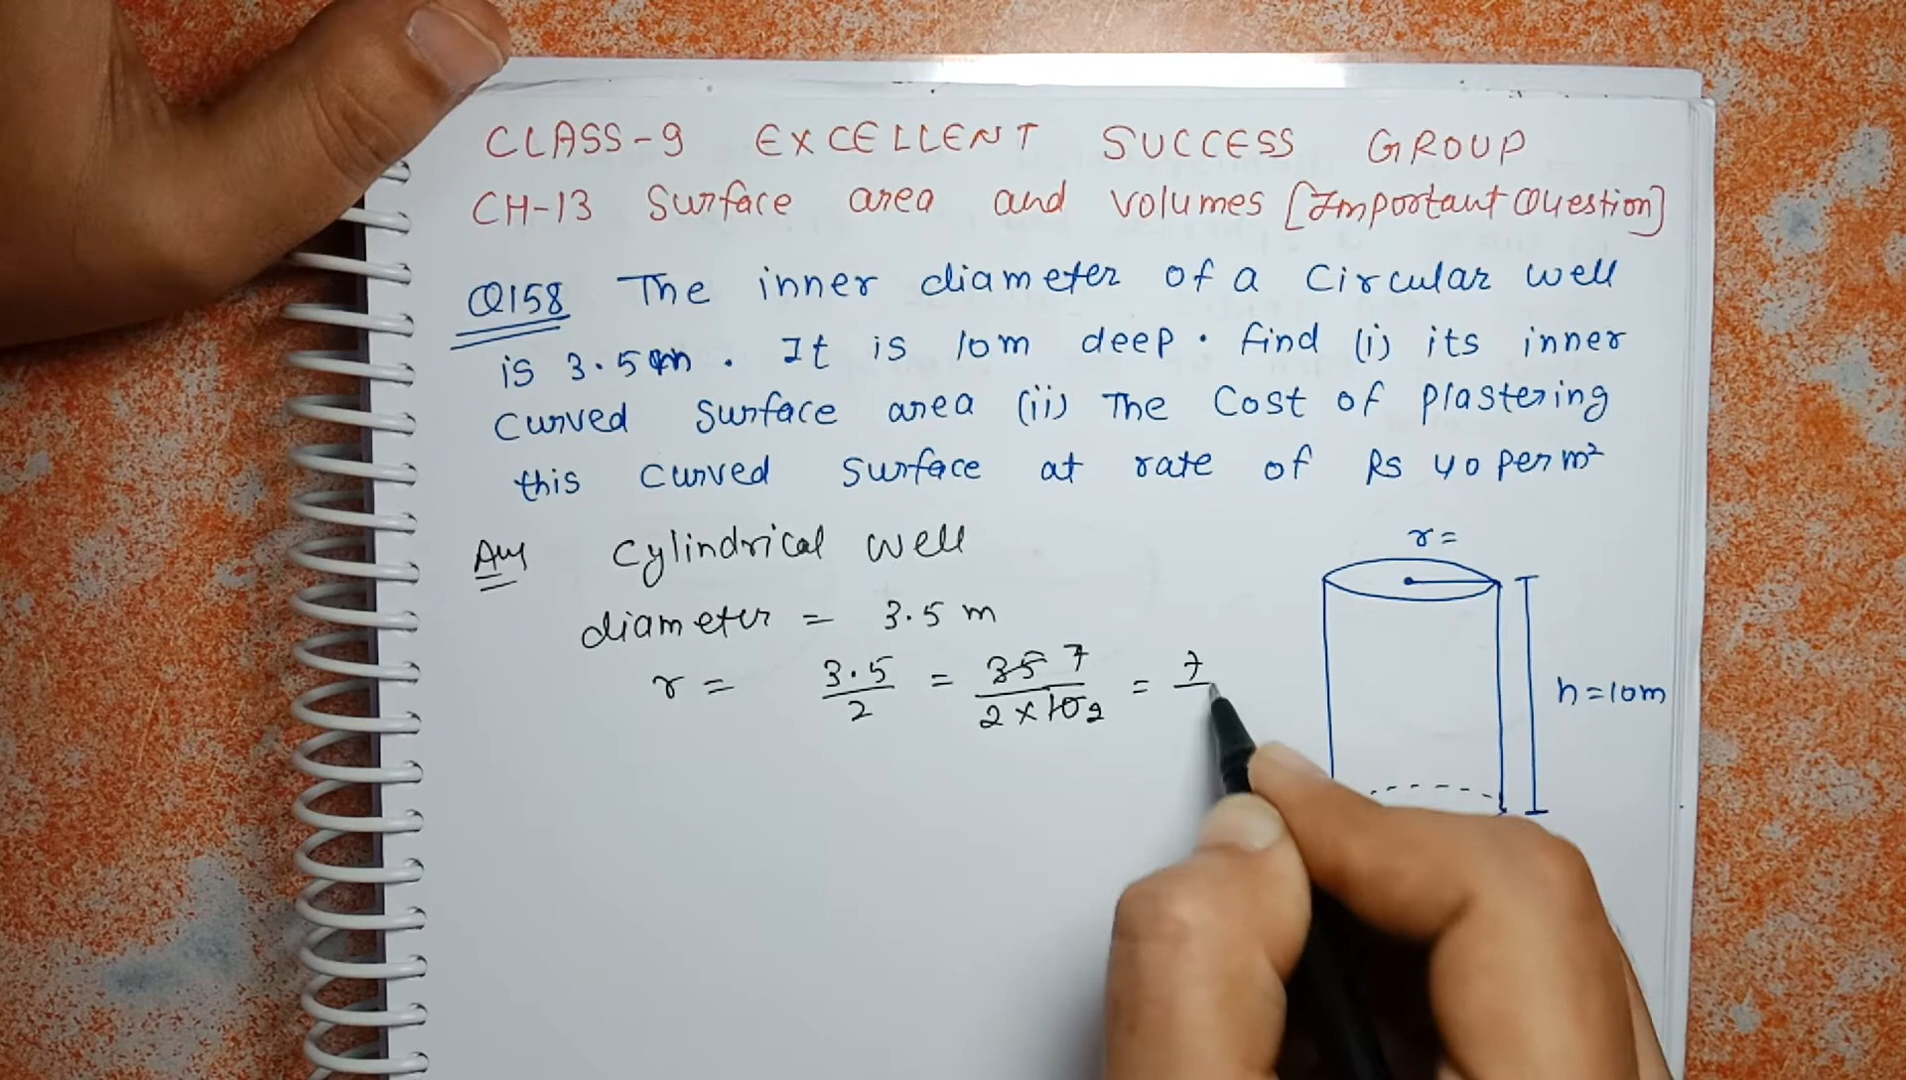 CLASS-9 EXCELLENT SUCCESS GROUP
CH-13 Surface area and volumes [Important Question]
Q158 The inner diameter of a Circular well
is 3.5m. It is 10m deep. find (i) its inner
Curved Surface area (ii) The Cost of Plastering
this Curved Surface at rate of Rs 40 per m²
Ans Cylindrical well
diameter = 3.5 m
r = 3.5/2 = 35 7/2 × 10 2 = 7/
r =
h = 10m